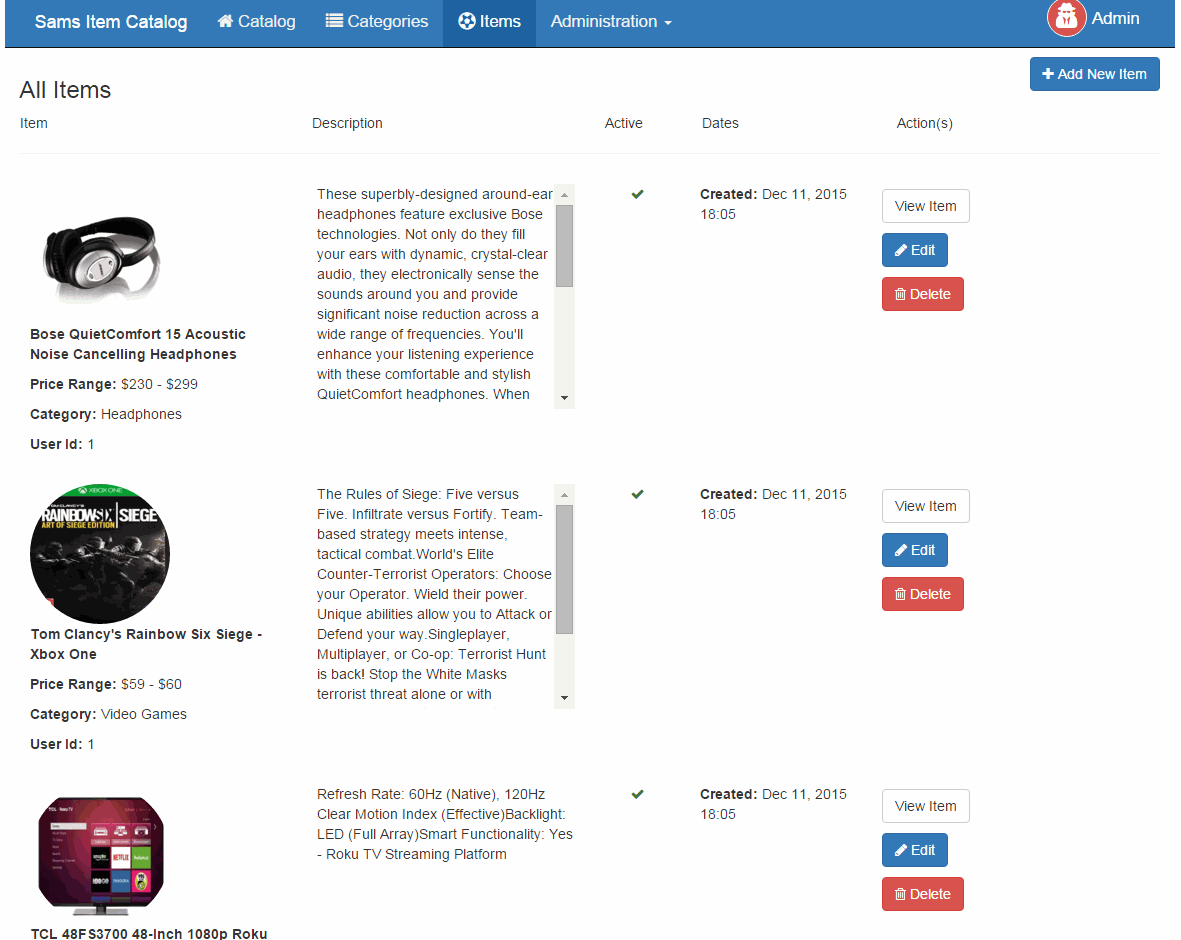 Sams Item Catalog Catalog Categories Items Administration Admin
Add New Item
All Items
Item Description Active Dates Action(s)
These superbly-designed around-ear
headphones feature exclusive Bose
technologies. Not only do they fill
your ears with dynamic, crystal-clear
audio, they electronically sense the
sounds around you and provide
significant noise reduction across a
wide range of frequencies. You'll
enhance your listening experience
with these comfortable and stylish
QuietComfort headphones. When
Created: Dec 11, 2015
18:05
View Item
Edit
Delete
Bose QuietComfort 15 Acoustic
Noise Cancelling Headphones
Price Range: $230 - $299
Category: Headphones
User Id: 1
XBOX ONE
RAINBOW SIX SIEGE
ART OF SIEGE EDITION
The Rules of Siege: Five versus
Five. Infiltrate versus Fortify. Team-
based strategy meets intense,
tactical combat.World's Elite
Counter-Terrorist Operators: Choose
your Operator. Wield their power.
Unique abilities allow you to Attack or
Defend your way.Singleplayer,
Multiplayer, or Co-op: Terrorist Hunt
is back! Stop the White Masks
terrorist threat alone or with
Created: Dec 11, 2015
18:05
View Item
Edit
Delete
Tom Clancy's Rainbow Six Siege -
Xbox One
Price Range: $59 - $60
Category: Video Games
User Id: 1
NETFLIX
Refresh Rate: 60Hz (Native), 120Hz
Clear Motion Index (Effective)Backlight:
LED (Full Array)Smart Functionality: Yes
- Roku TV Streaming Platform
Created: Dec 11, 2015
18:05
View Item
Edit
Delete
TCL 48FS3700 48-Inch 1080p Roku